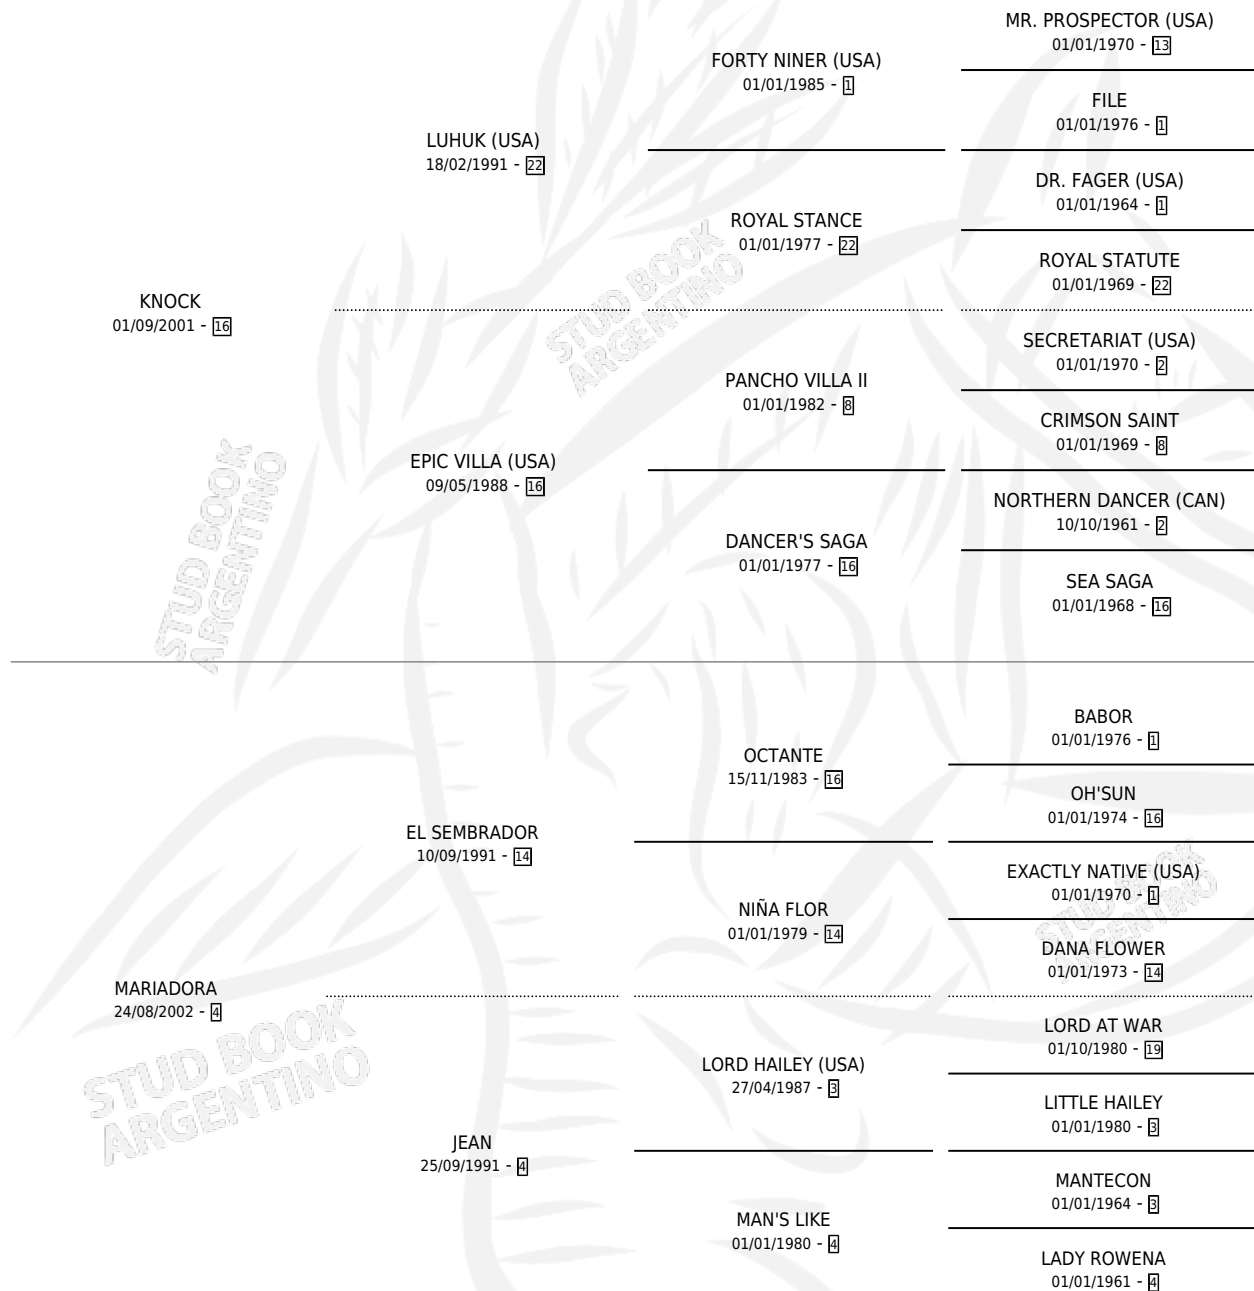 MR. PROSPECTOR (USA)
01/01/1970 - 13
FORTY NINER (USA)
01/01/1985 - 1
FILE
01/01/1976 - 1
LUHUK (USA)
18/02/1991 - 22
DR. FAGER (USA)
01/01/1964 - 1
ROYAL STANCE
01/01/1977 - 22
ROYAL STATUTE
01/01/1969 - 22
KNOCK
01/09/2001 - 16
SECRETARIAT (USA)
01/01/1970 - 2
PANCHO VILLA II
01/01/1982 - 8
CRIMSON SAINT
01/01/1969 - 8
EPIC VILLA (USA)
09/05/1988 - 16
NORTHERN DANCER (CAN)
10/10/1961 - 2
DANCER'S SAGA
01/01/1977 - 16
SEA SAGA
01/01/1968 - 16
BABOR
01/01/1976 - 1
OCTANTE
15/11/1983 - 16
OH'SUN
01/01/1974 - 16
EL SEMBRADOR
10/09/1991 - 14
EXACTLY NATIVE (USA)
01/01/1970 - 1
NIÑA FLOR
01/01/1979 - 14
DANA FLOWER
01/01/1973 - 14
MARIADORA
24/08/2002 - 4
LORD AT WAR
01/10/1980 - 19
LORD HAILEY (USA)
27/04/1987 - 3
LITTLE HAILEY
01/01/1980 - 3
JEAN
25/09/1991 - 4
MANTECON
01/01/1964 - 3
MAN'S LIKE
01/01/1980 - 4
LADY ROWENA
01/01/1961 - 4
STUD BOOK
ARGENTINO
STUD BOOK
ARGENTINO
STUD BOOK
ARGENTINO
STUD BOOK
ARGENTINO